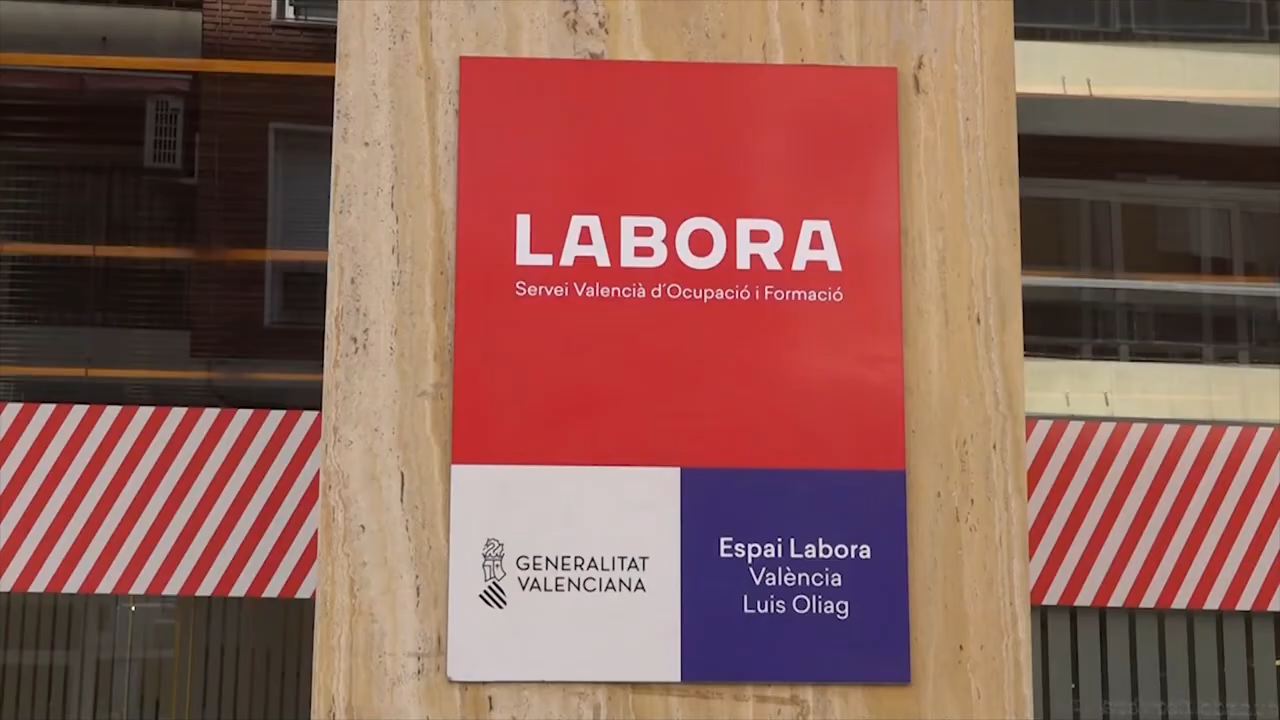 LABORA
Servei Valencià d´Ocupació i Formació
GENERALITAT
VALENCIANA
Espai Labora
València
Luis Oliag